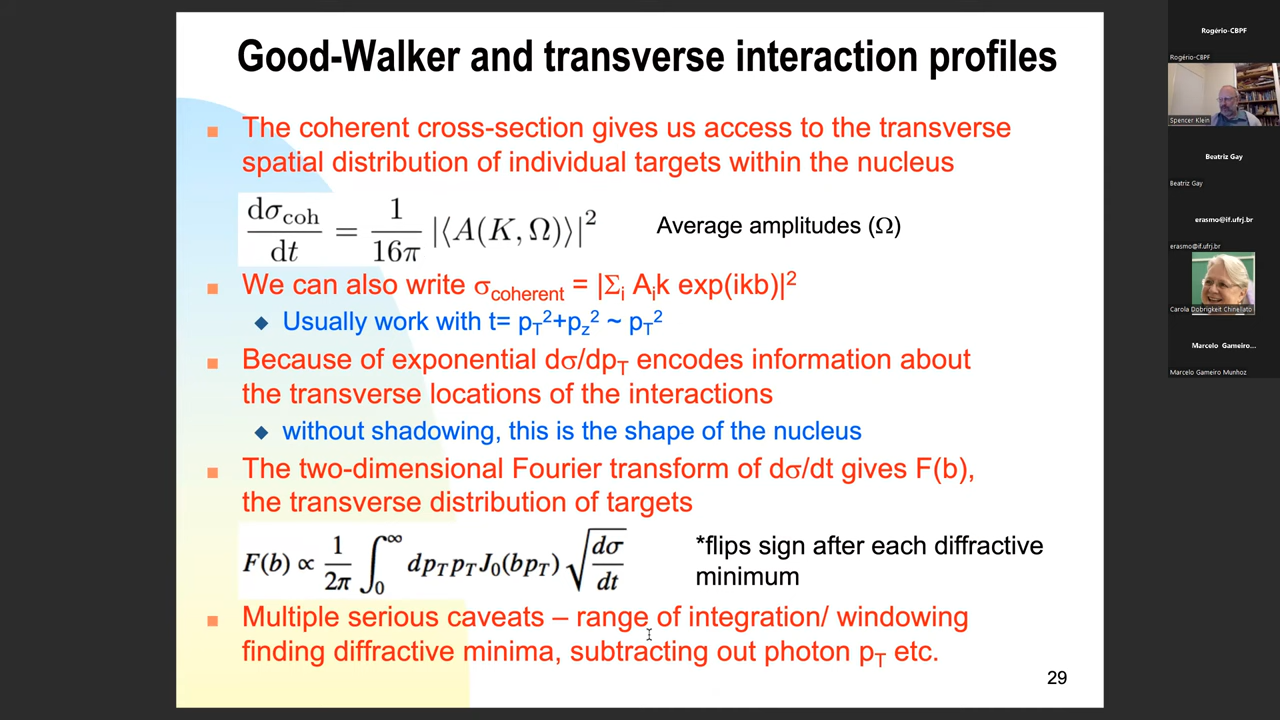 Good-Walker and transverse interaction profiles
The coherent cross-section gives us access to the transverse
spatial distribution of individual targets within the nucleus
dσcoh/dt = 1/16π |⟨A(K, Ω)⟩|²
Average amplitudes (Ω)
We can also write σcoherent = |Σi Aik exp(ikb)|²
Usually work with t= pT²+pz² ~ pT²
Because of exponential dσ/dpT encodes information about
the transverse locations of the interactions
without shadowing, this is the shape of the nucleus
The two-dimensional Fourier transform of dσ/dt gives F(b),
the transverse distribution of targets
F(b) ∝ 1/2π ∫₀^∞ dpT pT J₀(bpT) √(dσ/dt)
*flips sign after each diffractive
minimum
Multiple serious caveats – range of integration/ windowing
finding diffractive minima, subtracting out photon pT etc.
29
Rogério-CBPF
Rogério-CBPF
Spencer Klein
Beatriz Gay
Beatriz Gay
erasmo@if.ufrj.br
erasmo@if.ufrj.br
Carola Dobrigkeit Chinellato
Marcelo Gameiro...
Marcelo Gameiro Munhoz